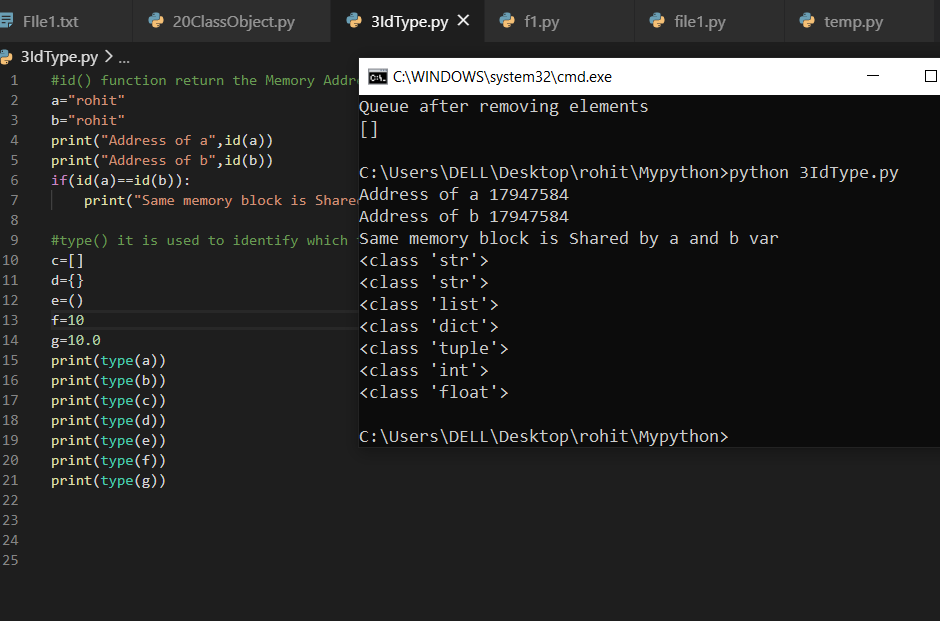 FIle1.txt
20ClassObject.py
3IdType.py
f1.py
file1.py
temp.py
3IdType.py > ...
1 #id() function return the Memory Addr
2 a="rohit"
3 b="rohit"
4 print("Address of a",id(a))
5 print("Address of b",id(b))
6 if(id(a)==id(b)):
7 print("Same memory block is Share
8
9 #type() it is used to identify which
10 c=[]
11 d={}
12 e=()
13 f=10
14 g=10.0
15 print(type(a))
16 print(type(b))
17 print(type(c))
18 print(type(d))
19 print(type(e))
20 print(type(f))
21 print(type(g))
22
23
24
25
C:\WINDOWS\system32\cmd.exe
Queue after removing elements
[]
C:\Users\DELL\Desktop\rohit\Mypython>python 3IdType.py
Address of a 17947584
Address of b 17947584
Same memory block is Shared by a and b var
<class 'str'>
<class 'str'>
<class 'list'>
<class 'dict'>
<class 'tuple'>
<class 'int'>
<class 'float'>
C:\Users\DELL\Desktop\rohit\Mypython>